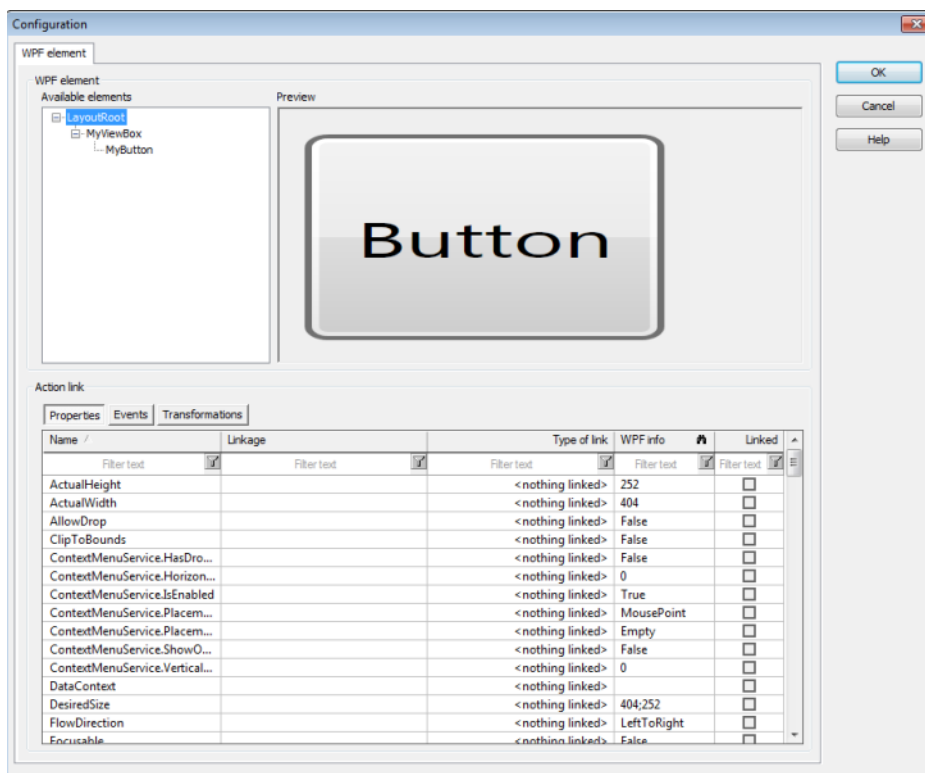 Configuration
WPF element
WPF element
Available elements
Preview
OK
Cancel
Help
LayoutRoot
MyViewBox
MyButton
Button
Action link
Properties Events Transformations
Name Linkage Type of link WPF info Linked
Filter text Filter text Filter text Filter text Filter text
ActualHeight <nothing linked> 252
ActualWidth <nothing linked> 404
AllowDrop <nothing linked> False
ClipToBounds <nothing linked> False
ContextMenuService.HasDro... <nothing linked> False
ContextMenuService.Horizon... <nothing linked> 0
ContextMenuService.IsEnabled <nothing linked> True
ContextMenuService.Placem... <nothing linked> MousePoint
ContextMenuService.Placem... <nothing linked> Empty
ContextMenuService.ShowO... <nothing linked> False
ContextMenuService.Vertical... <nothing linked> 0
DataContext <nothing linked>
DesiredSize <nothing linked> 404;252
FlowDirection <nothing linked> LeftToRight
Focusable <nothing linked> False